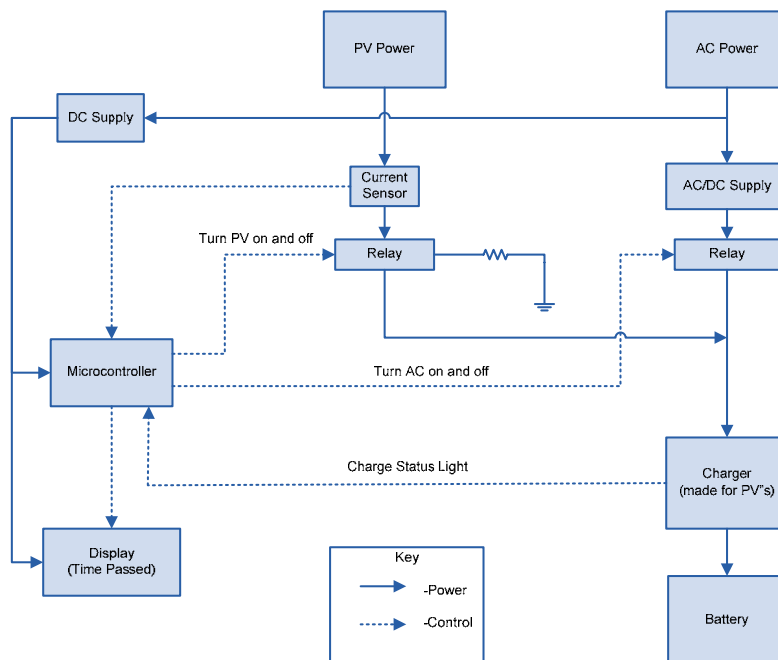 PV Power
AC Power
DC Supply
Current
Sensor
AC/DC Supply
Turn PV on and off
Relay
Relay
Microcontroller
Turn AC on and off
Charge Status Light
Charger
(made for PV"s)
Display
(Time Passed)
Key
-Power
-Control
Battery